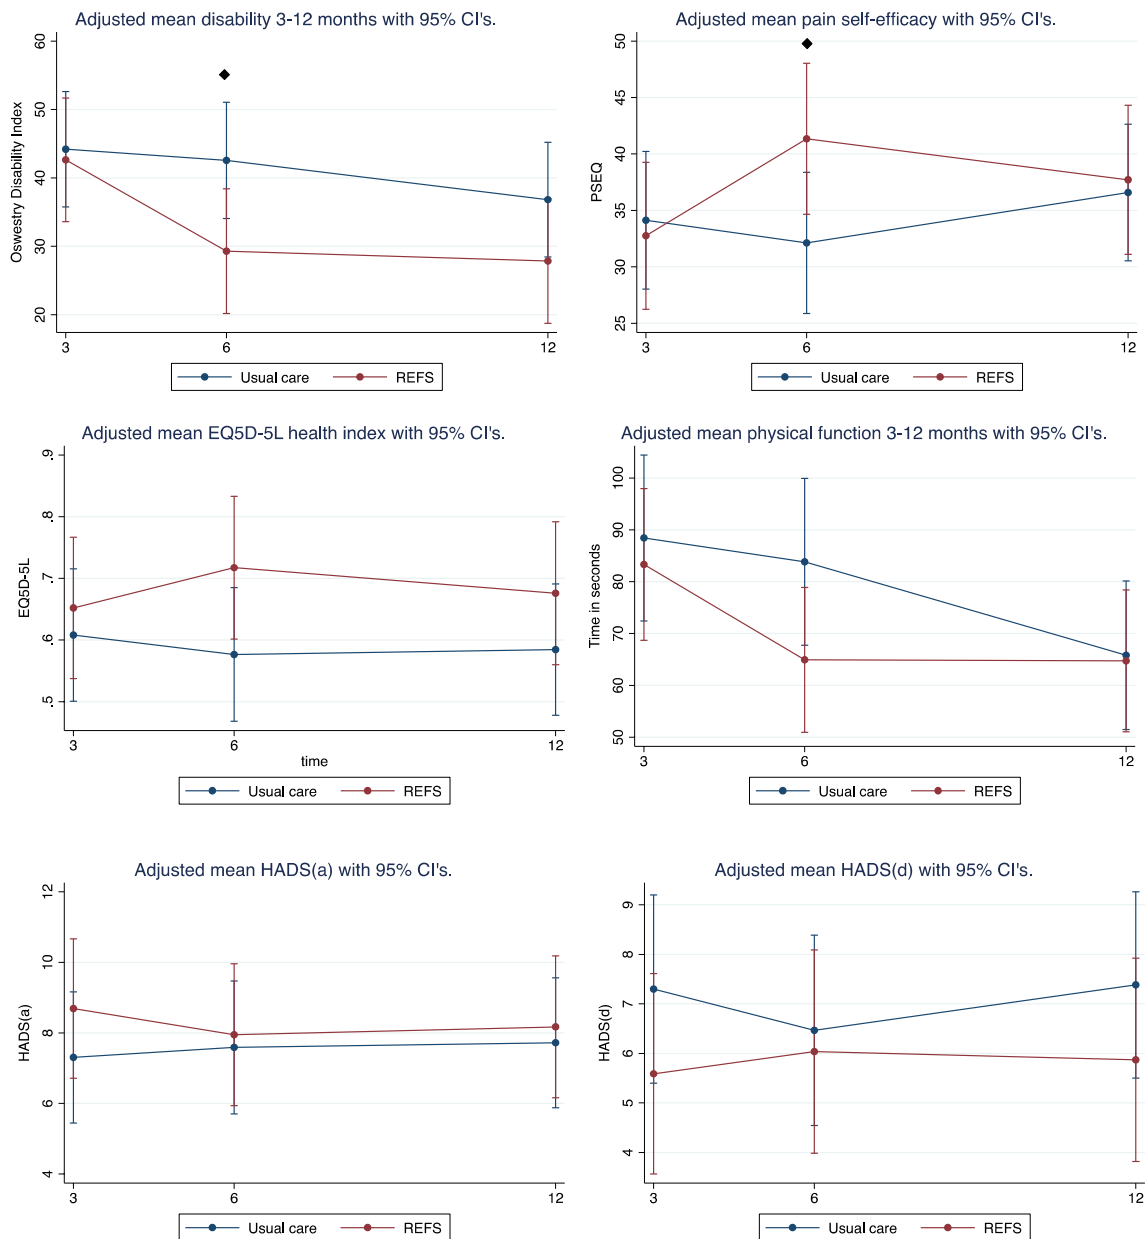 Adjusted mean disability 3-12 months with 95% CI's.
Oswestry Disability Index
60
50
40
30
20
3
6
12
Usual care
REFS
Adjusted mean pain self-efficacy with 95% CI's.
PSEQ
50
45
40
35
30
25
3
6
12
Usual care
REFS
Adjusted mean EQ5D-5L health index with 95% CI's.
EQ5D-5L
.9
.8
.7
.6
.5
3
6
12
time
Usual care
REFS
Adjusted mean physical function 3-12 months with 95% CI's.
Time in seconds
100
90
80
70
60
50
3
6
12
Usual care
REFS
Adjusted mean HADS(a) with 95% CI's.
HADS(a)
12
10
8
6
4
3
6
12
Usual care
REFS
Adjusted mean HADS(d) with 95% CI's.
HADS(d)
9
8
7
6
5
4
3
6
12
Usual care
REFS